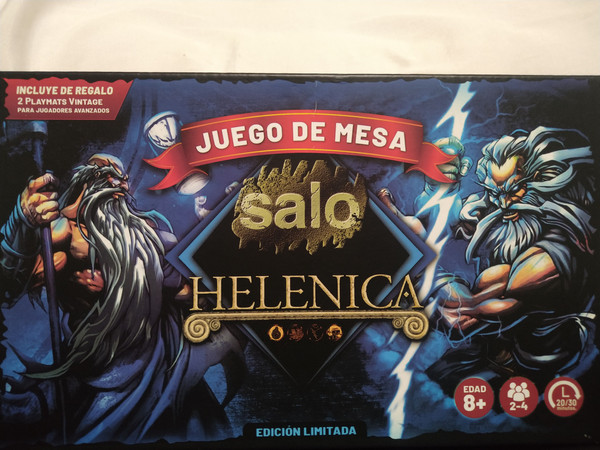 INCLUYE DE REGALO
2 PLAYMATS VINTAGE
PARA JUGADORES AVANZADOS
JUEGO DE MESA
salo
HELENICA
EDAD
8+
2-4
L
20/30
MINUTOS
EDICIÓN LIMITADA